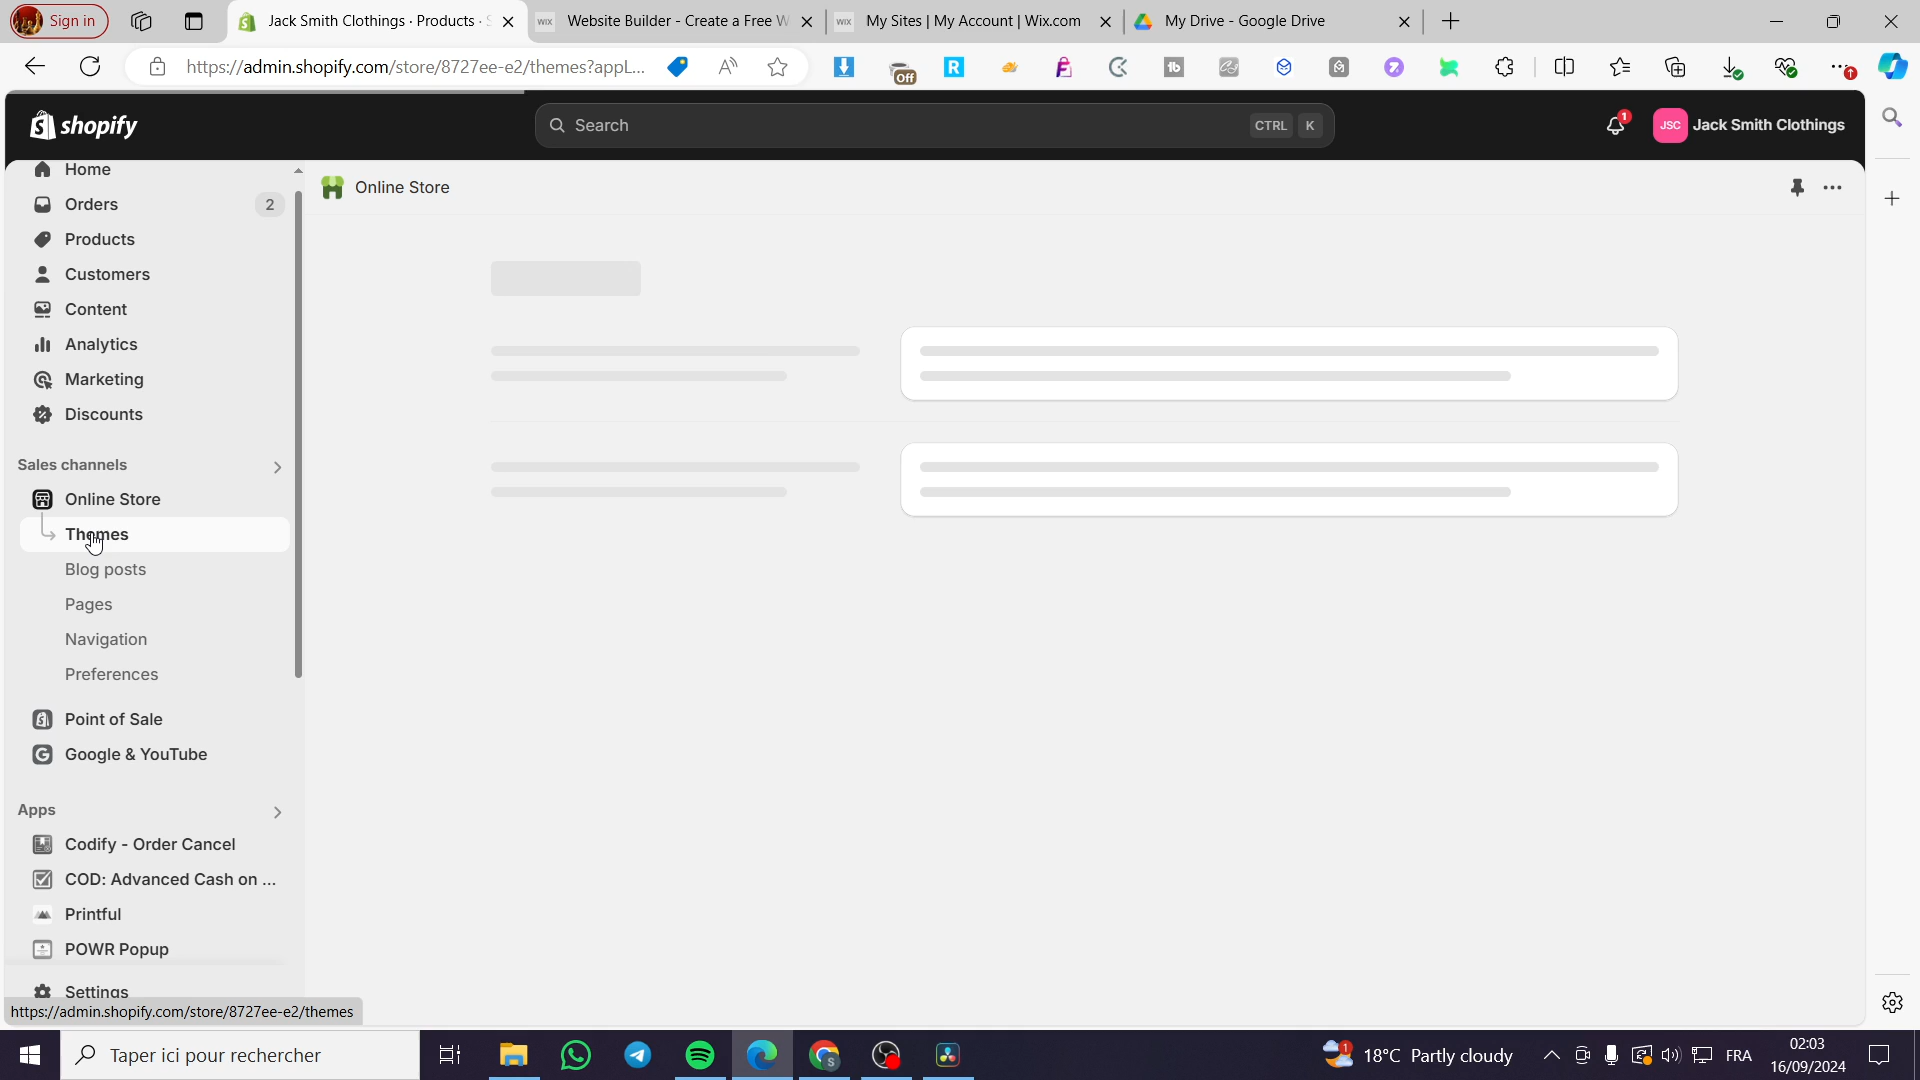 Sign in
Jack Smith Clothings · Products · S
Website Builder - Create a Free W
My Sites | My Account | Wix.com
My Drive - Google Drive
https://admin.shopify.com/store/8727ee-e2/themes?appL...
Off
shopify
Search
CTRL K
1
JSC
Jack Smith Clothings
Home
Orders
2
Products
Customers
Content
Analytics
Marketing
Discounts
Sales channels
Online Store
Themes
Blog posts
Pages
Navigation
Preferences
Point of Sale
Google & YouTube
Apps
Codify - Order Cancel
COD: Advanced Cash on ...
Printful
POWR Popup
Settings
Online Store
https://admin.shopify.com/store/8727ee-e2/themes
Taper ici pour rechercher
1
18°C Partly cloudy
FRA
02:03
16/09/2024